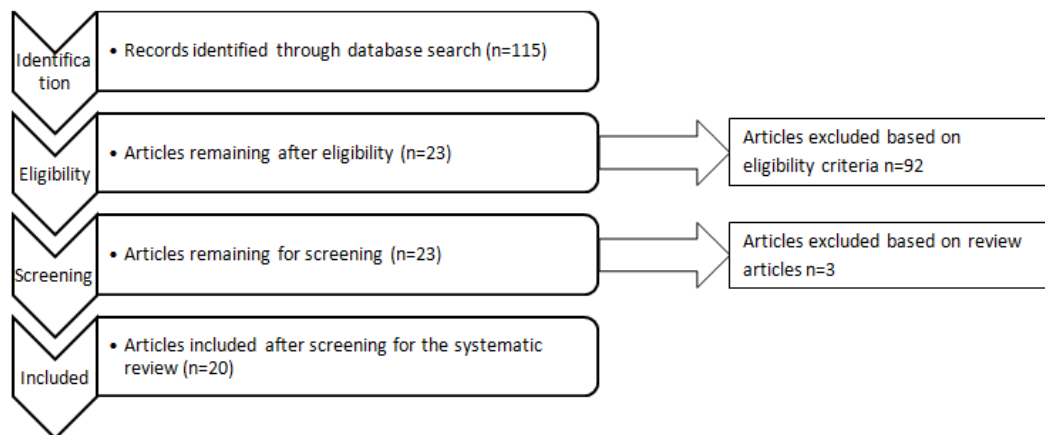 Identifica
tion
• Records identified through database search (n=115)
Eligibility
• Articles remaining after eligibility (n=23)
Articles excluded based on
eligibility criteria n=92
Screening
• Articles remaining for screening (n=23)
Articles excluded based on review
articles n=3
Included
• Articles included after screening for the systematic
review (n=20)